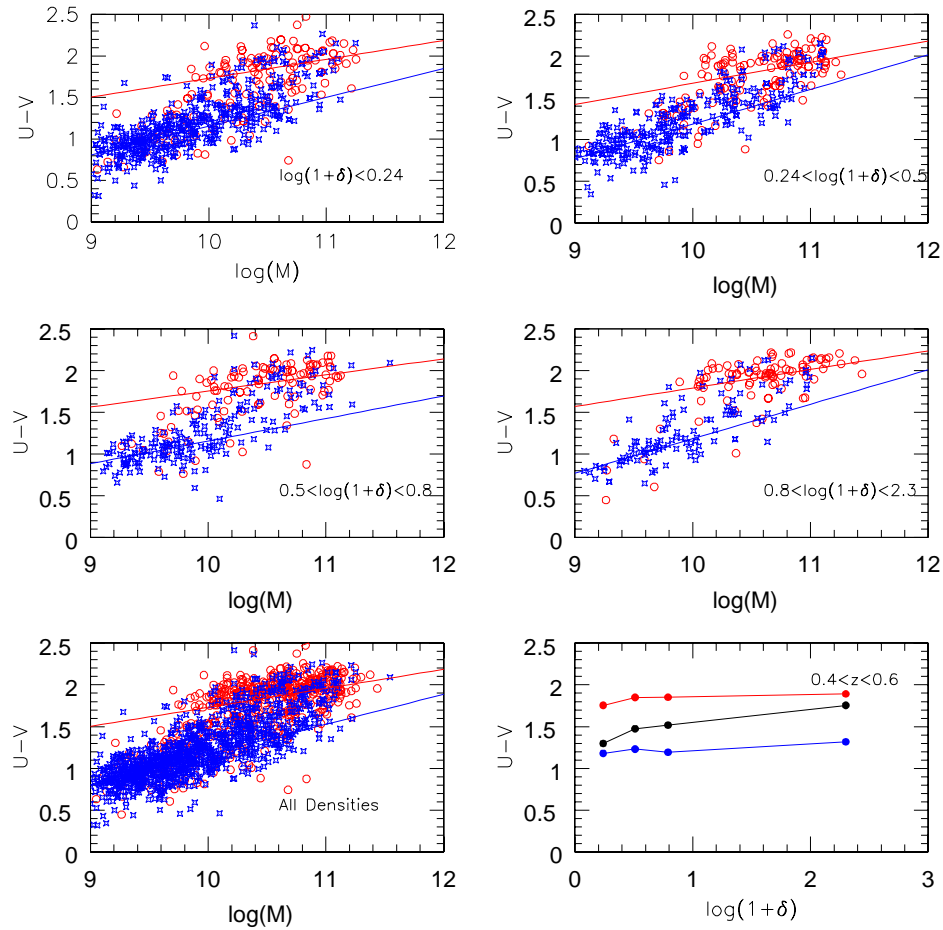 2.5
2
1.5
1
0.5
0
U−V
log(1+δ)<0.24
9 10 11 12
log(M)
2.5
2
1.5
1
0.5
0
U−V
0.24<log(1+δ)<0.5
9 10 11 12
log(M)
2.5
2
1.5
1
0.5
0
U−V
0.5<log(1+δ)<0.8
9 10 11 12
log(M)
2.5
2
1.5
1
0.5
0
U−V
0.8<log(1+δ)<2.3
9 10 11 12
log(M)
2.5
2
1.5
1
0.5
0
U−V
All Densities
9 10 11 12
log(M)
2.5
2
1.5
1
0.5
0
U−V
0.4<z<0.6
0 1 2 3
log(1+δ)